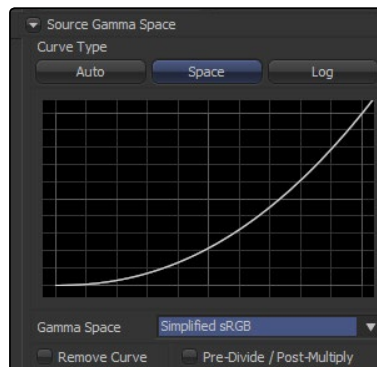 Source Gamma Space
Curve Type
Auto Space Log
Gamma Space Simplified sRGB
Remove Curve Pre-Divide / Post-Multiply